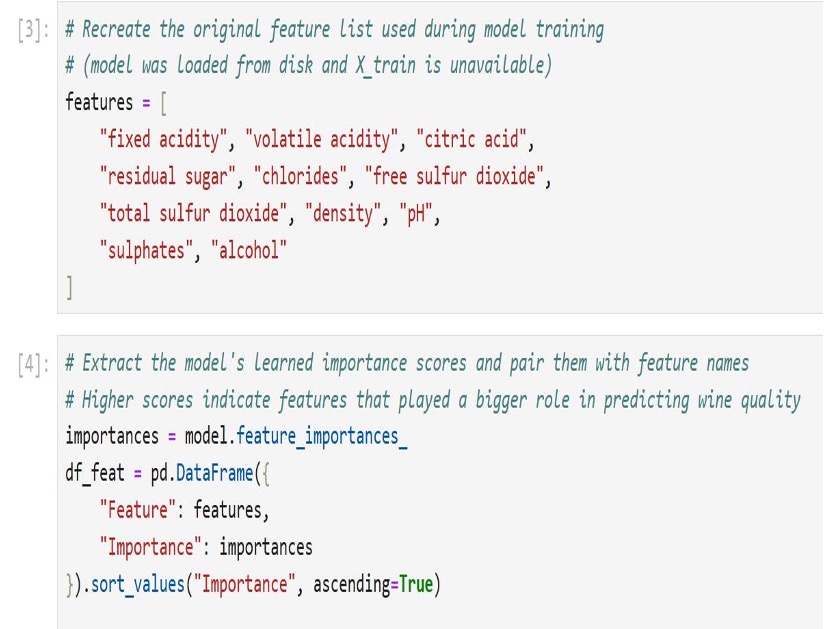 [3]: # Recreate the original feature list used during model training
# (model was loaded from disk and X_train is unavailable)
features = [
    "fixed acidity", "volatile acidity", "citric acid",
    "residual sugar", "chlorides", "free sulfur dioxide",
    "total sulfur dioxide", "density", "pH",
    "sulphates", "alcohol"
]
[4]: # Extract the model's learned importance scores and pair them with feature names
# Higher scores indicate features that played a bigger role in predicting wine quality
importances = model.feature_importances_
df_feat = pd.DataFrame({
    "Feature": features,
    "Importance": importances
}).sort_values("Importance", ascending=True)